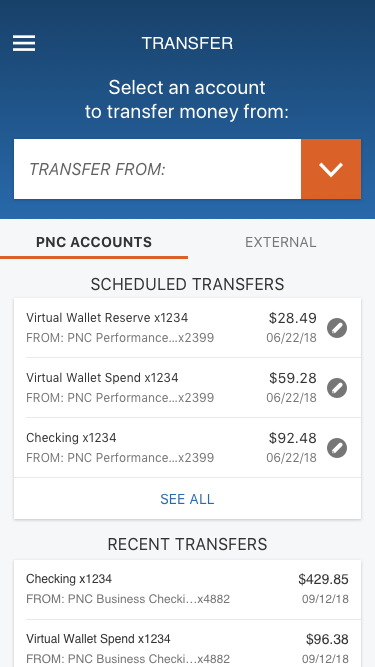 TRANSFER
Select an account
to transfer money from:
TRANSFER FROM:
PNC ACCOUNTS
EXTERNAL
SCHEDULED TRANSFERS
Virtual Wallet Reserve x1234
$28.49
FROM: PNC Performance...x2399
06/22/18
Virtual Wallet Spend x1234
$59.28
FROM: PNC Performance...x2399
06/22/18
Checking x1234
$92.48
FROM: PNC Performance...x2399
06/22/18
SEE ALL
RECENT TRANSFERS
Checking x1234
$429.85
FROM: PNC Business Checki...x4882
09/12/18
Virtual Wallet Spend x1234
$96.38
FROM: PNC Business Checki...x4882
09/12/18